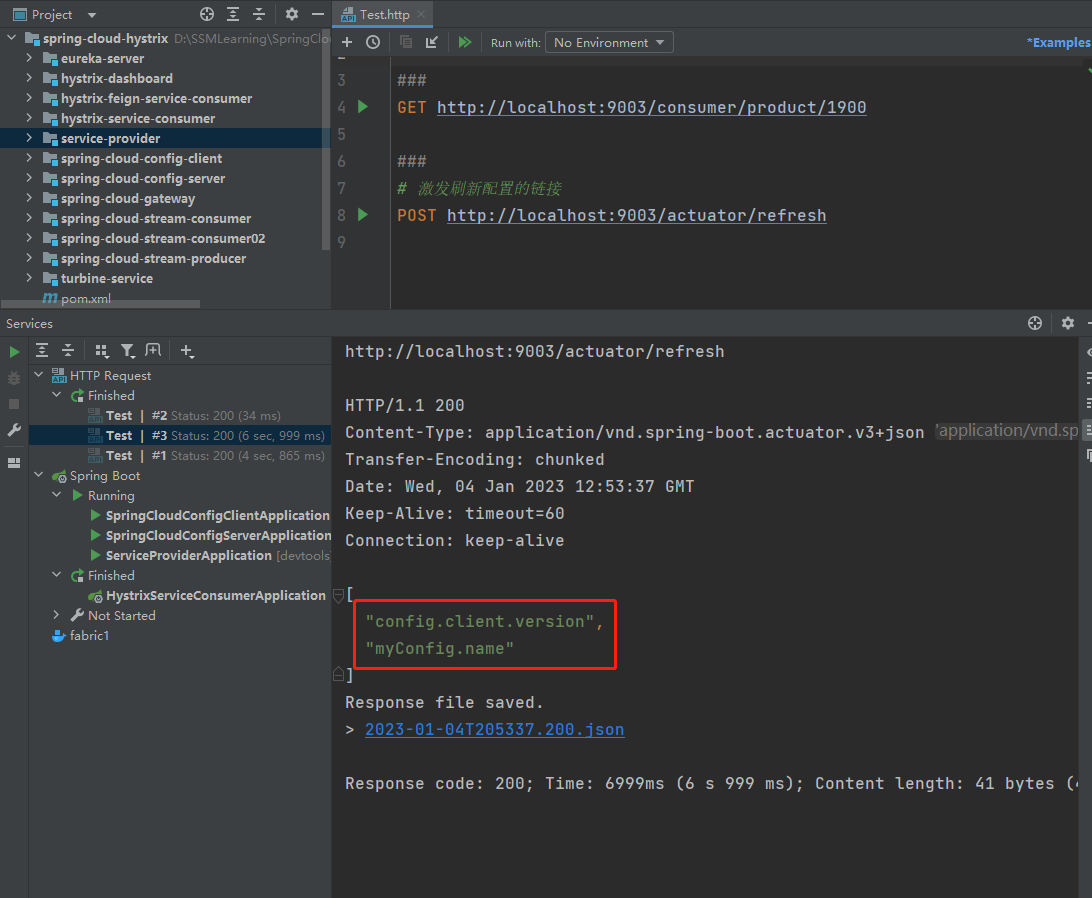 Project
Test.http
spring-cloud-hystrix D:\SSMLearning\SpringClo
eureka-server
hystrix-dashboard
hystrix-feign-service-consumer
hystrix-service-consumer
service-provider
spring-cloud-config-client
spring-cloud-config-server
spring-cloud-gateway
spring-cloud-stream-consumer
spring-cloud-stream-consumer02
spring-cloud-stream-producer
turbine-service
pom.xml
Run with: No Environment
*Examples
3 ###
4 GET http://localhost:9003/consumer/product/1900
5
6 ###
7 # 激发刷新配置的链接
8 POST http://localhost:9003/actuator/refresh
9
Services
HTTP Request
Finished
Test | #2 Status: 200 (34 ms)
Test | #3 Status: 200 (6 sec, 999 ms)
Test | #1 Status: 200 (4 sec, 865 ms)
Spring Boot
Running
SpringCloudConfigClientApplication
SpringCloudConfigServerApplication
ServiceProviderApplication [devtools]
Finished
HystrixServiceConsumerApplication
Not Started
fabric1
http://localhost:9003/actuator/refresh
HTTP/1.1 200
Content-Type: application/vnd.spring-boot.actuator.v3+json 'application/vnd.sp
Transfer-Encoding: chunked
Date: Wed, 04 Jan 2023 12:53:37 GMT
Keep-Alive: timeout=60
Connection: keep-alive
[
"config.client.version",
"myConfig.name"
]
Response file saved.
> 2023-01-04T205337.200.json
Response code: 200; Time: 6999ms (6 s 999 ms); Content length: 41 bytes (